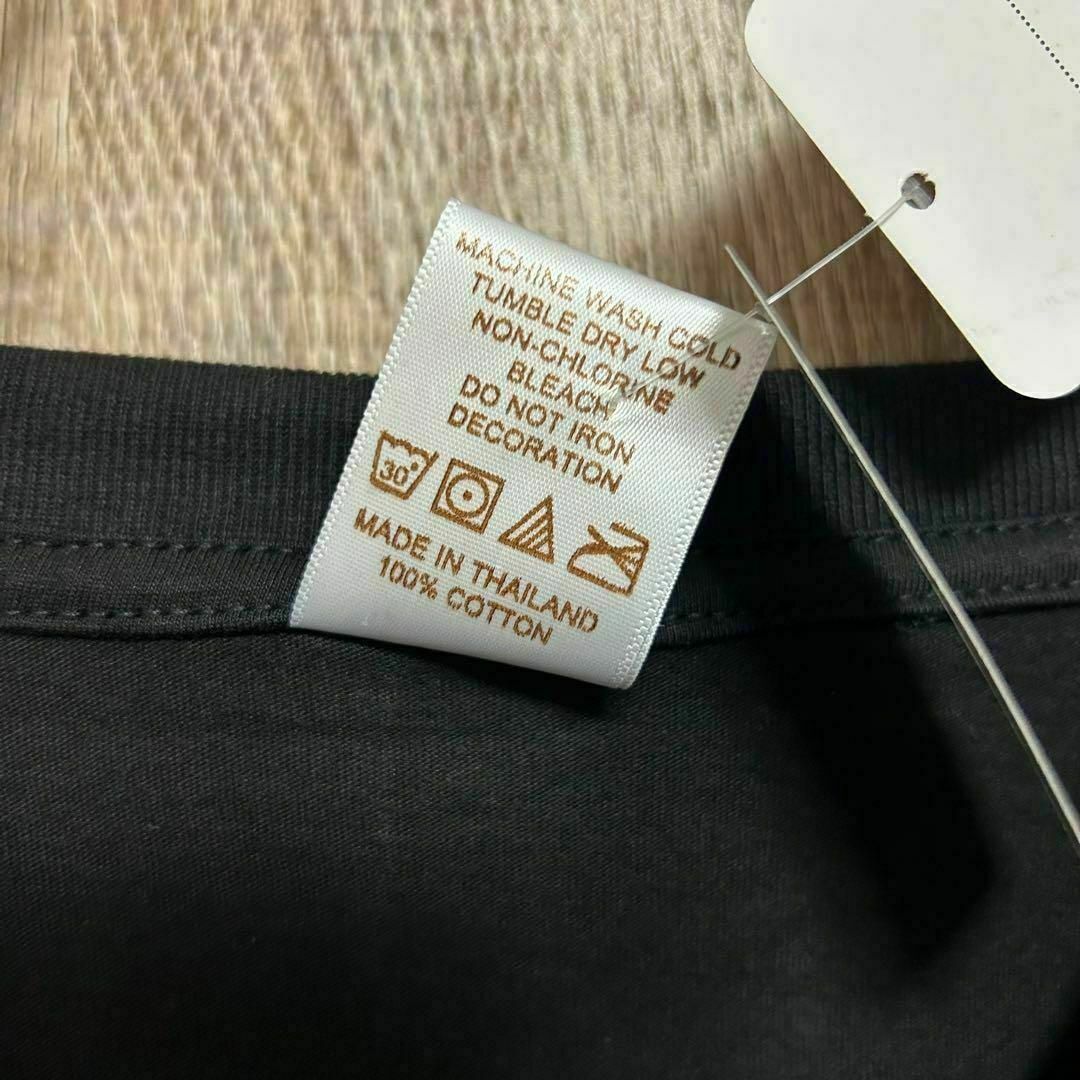 MACHINE WASH COLD
TUMBLE DRY LOW
NON-CHLORINE
BLEACH
DO NOT IRON
DECORATION
30°
MADE IN THAILAND
100% COTTON